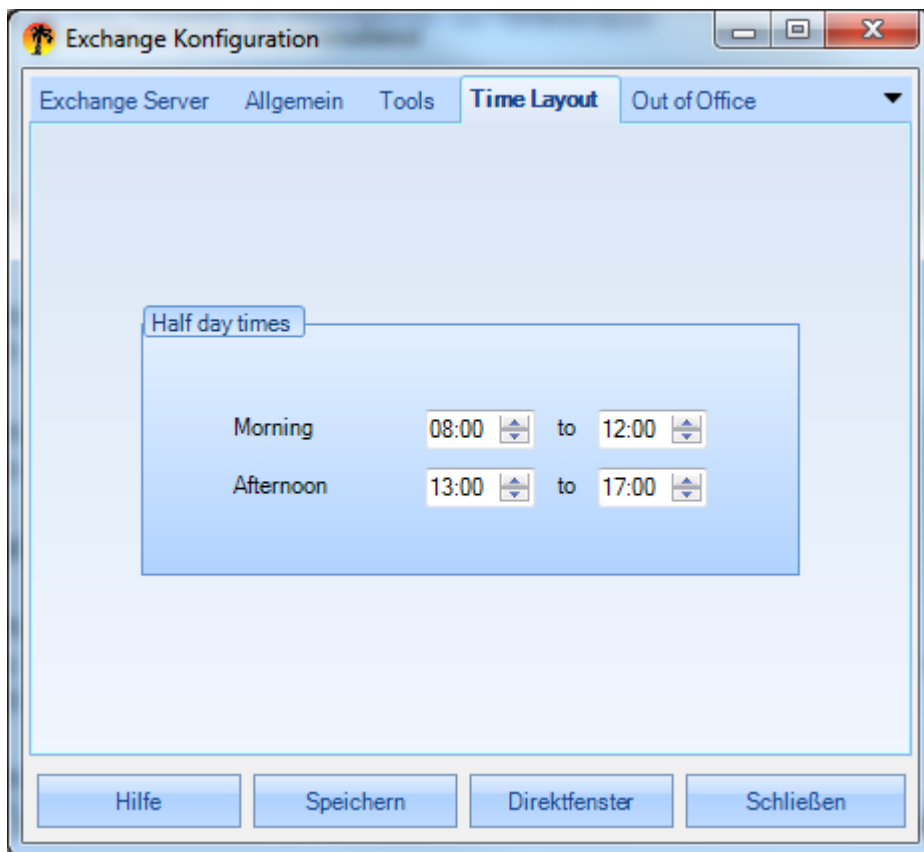 Exchange Konfiguration
Exchange Server Allgemein Tools Time Layout Out of Office
Half day times
Morning 08:00 to 12:00
Afternoon 13:00 to 17:00
Hilfe Speichern Direktfenster Schließen